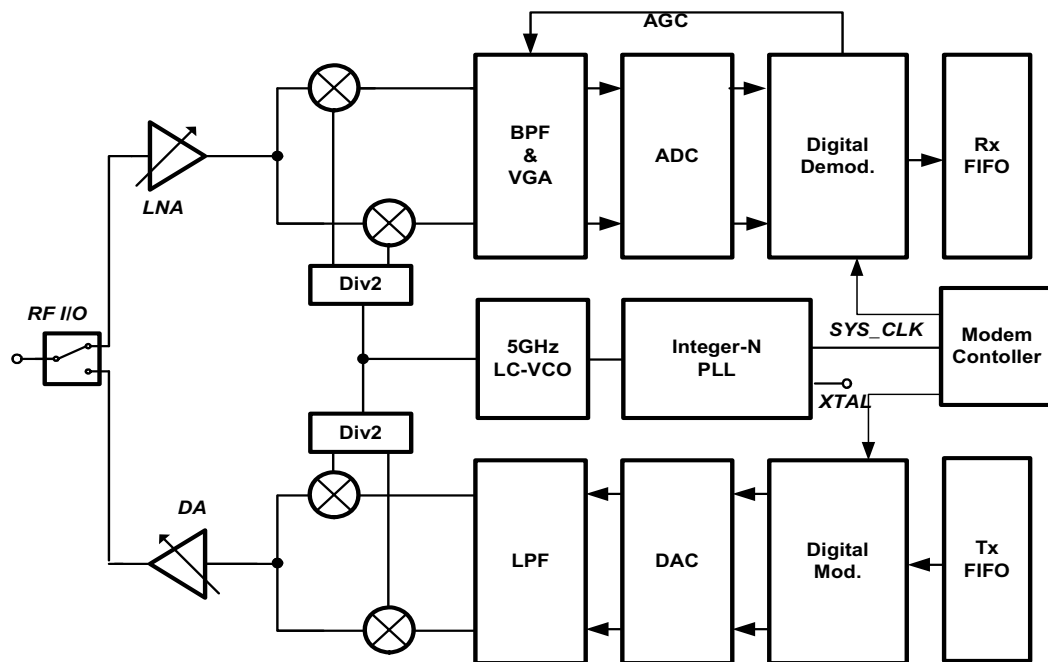 AGC
BPF
&
VGA
ADC
Digital
Demod.
Rx
FIFO
LNA
Div2
RF I/O
5GHz
LC-VCO
Integer-N
PLL
SYS_CLK
XTAL
Modem
Contoller
Div2
DA
LPF
DAC
Digital
Mod.
Tx
FIFO